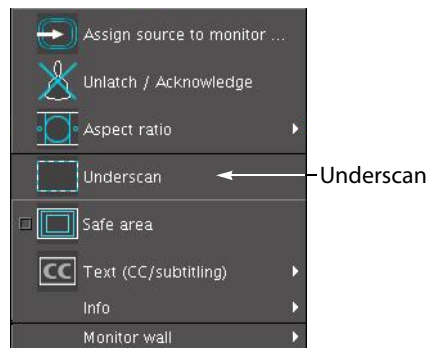 Assign source to monitor ...
Unlatch / Acknowledge
Aspect ratio
Underscan
Underscan
Safe area
CC Text (CC/subtitling)
Info
Monitor wall